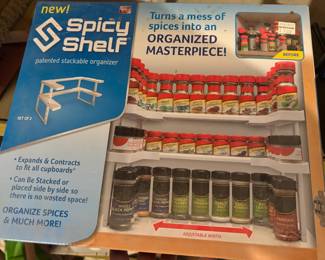 new!
Spicy
Shelf
patented stackable organizer
SET OF 2
Turns a mess of
spices into an
ORGANIZED
MASTERPIECE!
BEFORE
• Expands & Contracts
to fit all cupboards*
• Can Be Stacked or
placed side by side so
there is no wasted space!
ORGANIZE SPICES
& MUCH MORE!
ADJUSTABLE WIDTH